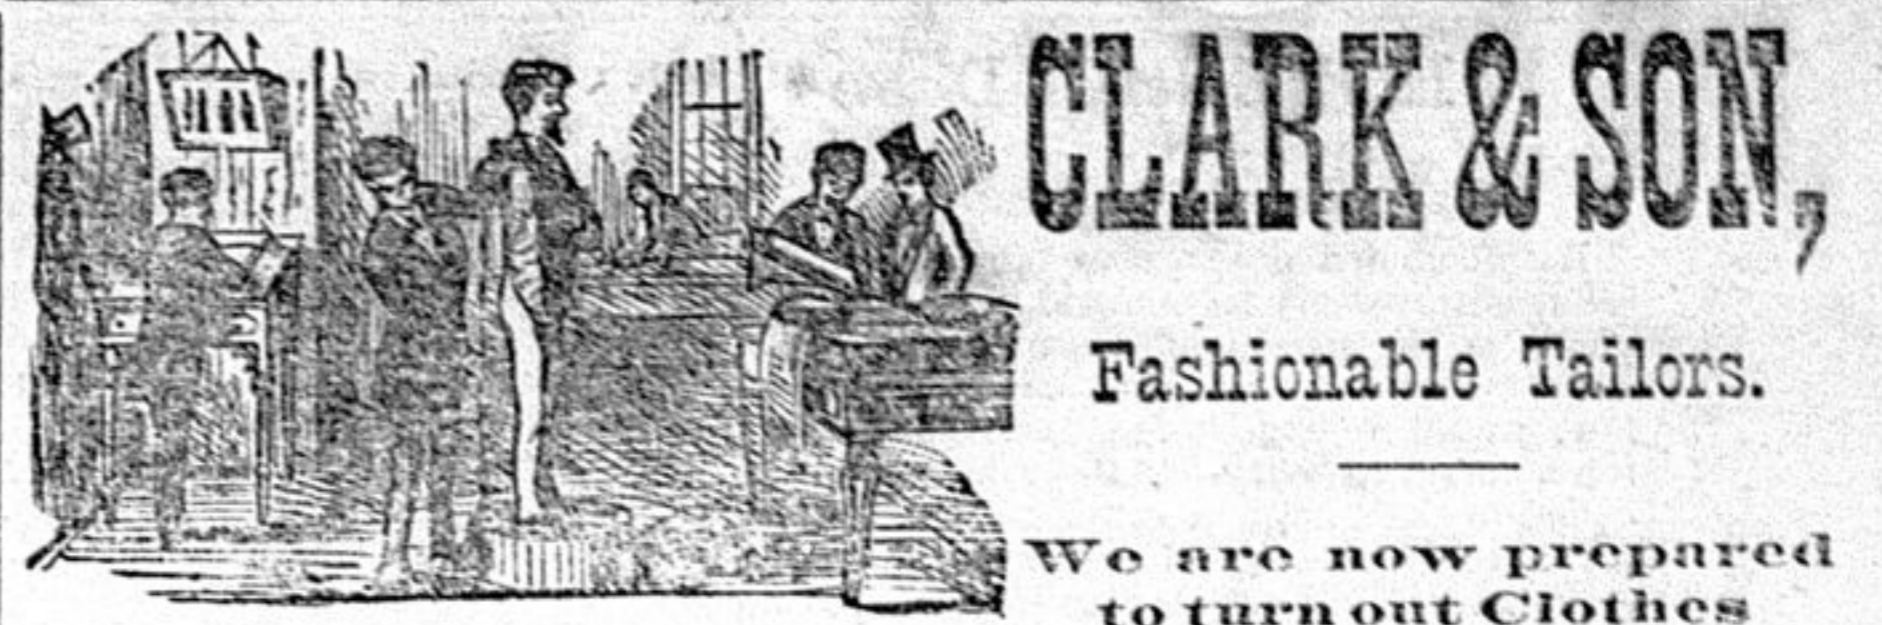 CLARK & SON,
Fashionable Tailors.
We are now prepared
to turn out Clothes